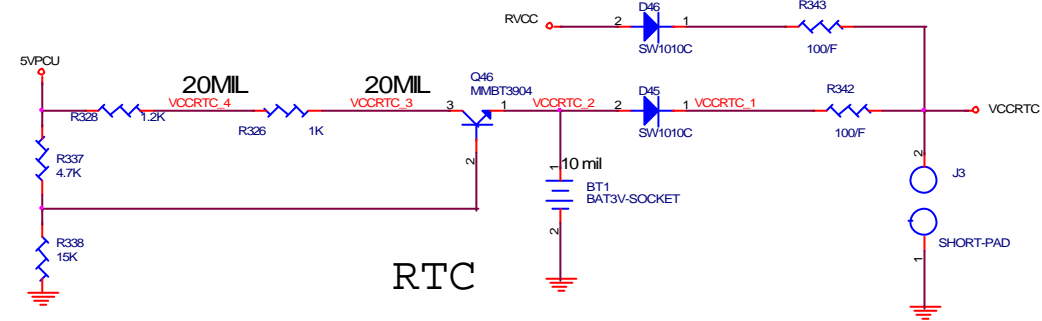 D46
R343
RVCC
2
1
SW1010C
100/F
5VPCU
20MIL
20MIL
Q46
MMBT3904
D45
R342
VCCRTC_4
VCCRTC_3
3
1
VCCRTC_2
2
1
VCCRTC_1
VCCRTC
R328
1.2K
R326
1K
SW1010C
100/F
R337
4.7K
2
1
10 mil
2
J3
BT1
BAT3V-SOCKET
2
R338
15K
SHORT-PAD
1
RTC